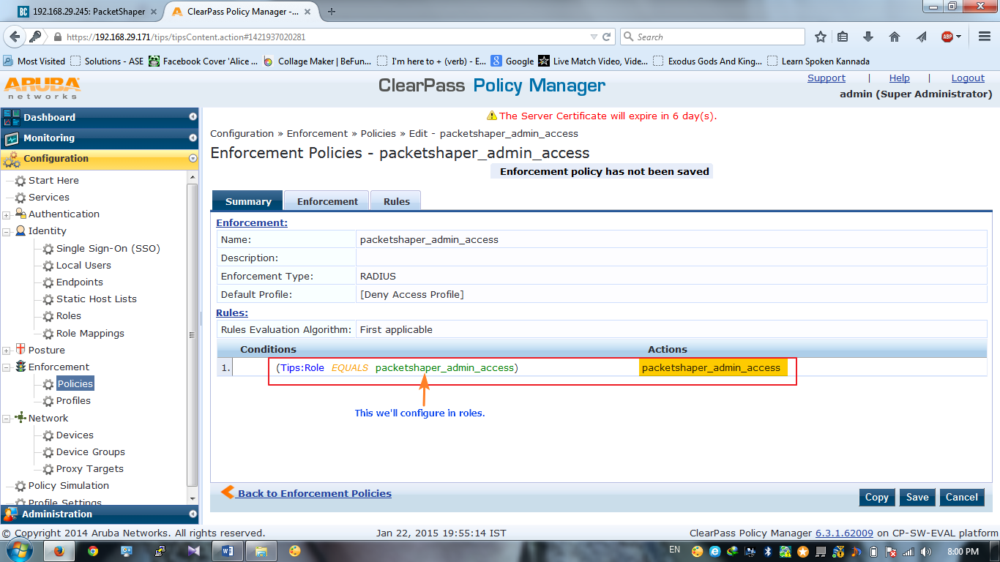 192.168.29.245: PacketShaper
ClearPass Policy Manager -...
https://192.168.29.171/tips/tipsContent.action#1421937020281
Search
ABP
Most Visited
Solutions - ASE
Facebook Cover 'Alice ...
Collage Maker | BeFun...
I'm here to + (verb) - E...
Google
Live Match Video, Vide...
Exodus Gods And King...
Learn Spoken Kannada
ARUBA
networks
ClearPass Policy Manager
Support | Help | Logout
admin (Super Administrator)
Dashboard
Monitoring
Configuration
Start Here
Services
Authentication
Identity
Single Sign-On (SSO)
Local Users
Endpoints
Static Host Lists
Roles
Role Mappings
Posture
Enforcement
Policies
Profiles
Network
Devices
Device Groups
Proxy Targets
Policy Simulation
Profile Settings
Administration
The Server Certificate will expire in 6 day(s).
Configuration » Enforcement » Policies » Edit - packetshaper_admin_access
Enforcement Policies - packetshaper_admin_access
Enforcement policy has not been saved
Summary
Enforcement
Rules
Enforcement:
Name: packetshaper_admin_access
Description:
Enforcement Type: RADIUS
Default Profile: [Deny Access Profile]
Rules:
Rules Evaluation Algorithm: First applicable
Conditions Actions
1. (Tips:Role EQUALS packetshaper_admin_access) packetshaper_admin_access
This we'll configure in roles.
Back to Enforcement Policies
Copy
Save
Cancel
© Copyright 2014 Aruba Networks. All rights reserved.
Jan 22, 2015 19:55:14 IST
ClearPass Policy Manager 6.3.1.62009 on CP-SW-EVAL platform
EN
8:00 PM